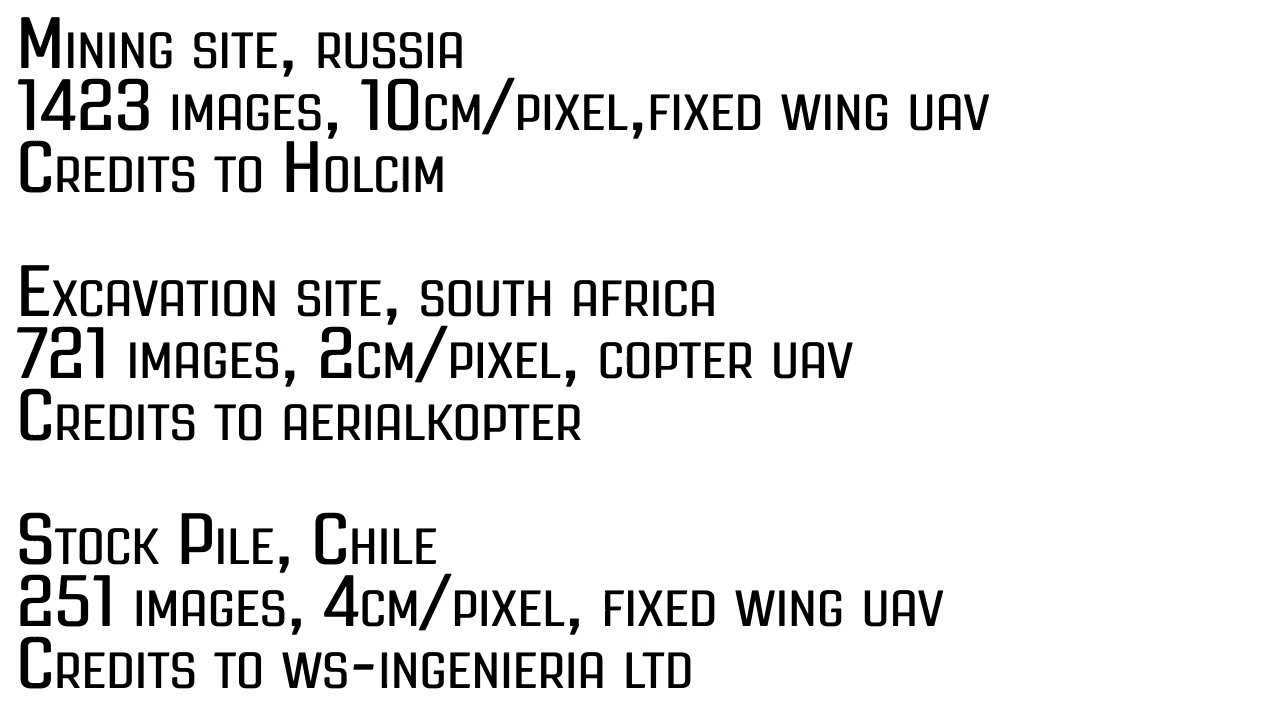 Mining site, russia
1423 images, 10cm/pixel,fixed wing uav
Credits to Holcim
Excavation site, south africa
721 images, 2cm/pixel, copter uav
Credits to aerialkopter
Stock Pile, Chile
251 images, 4cm/pixel, fixed wing uav
Credits to ws-ingenieria ltd